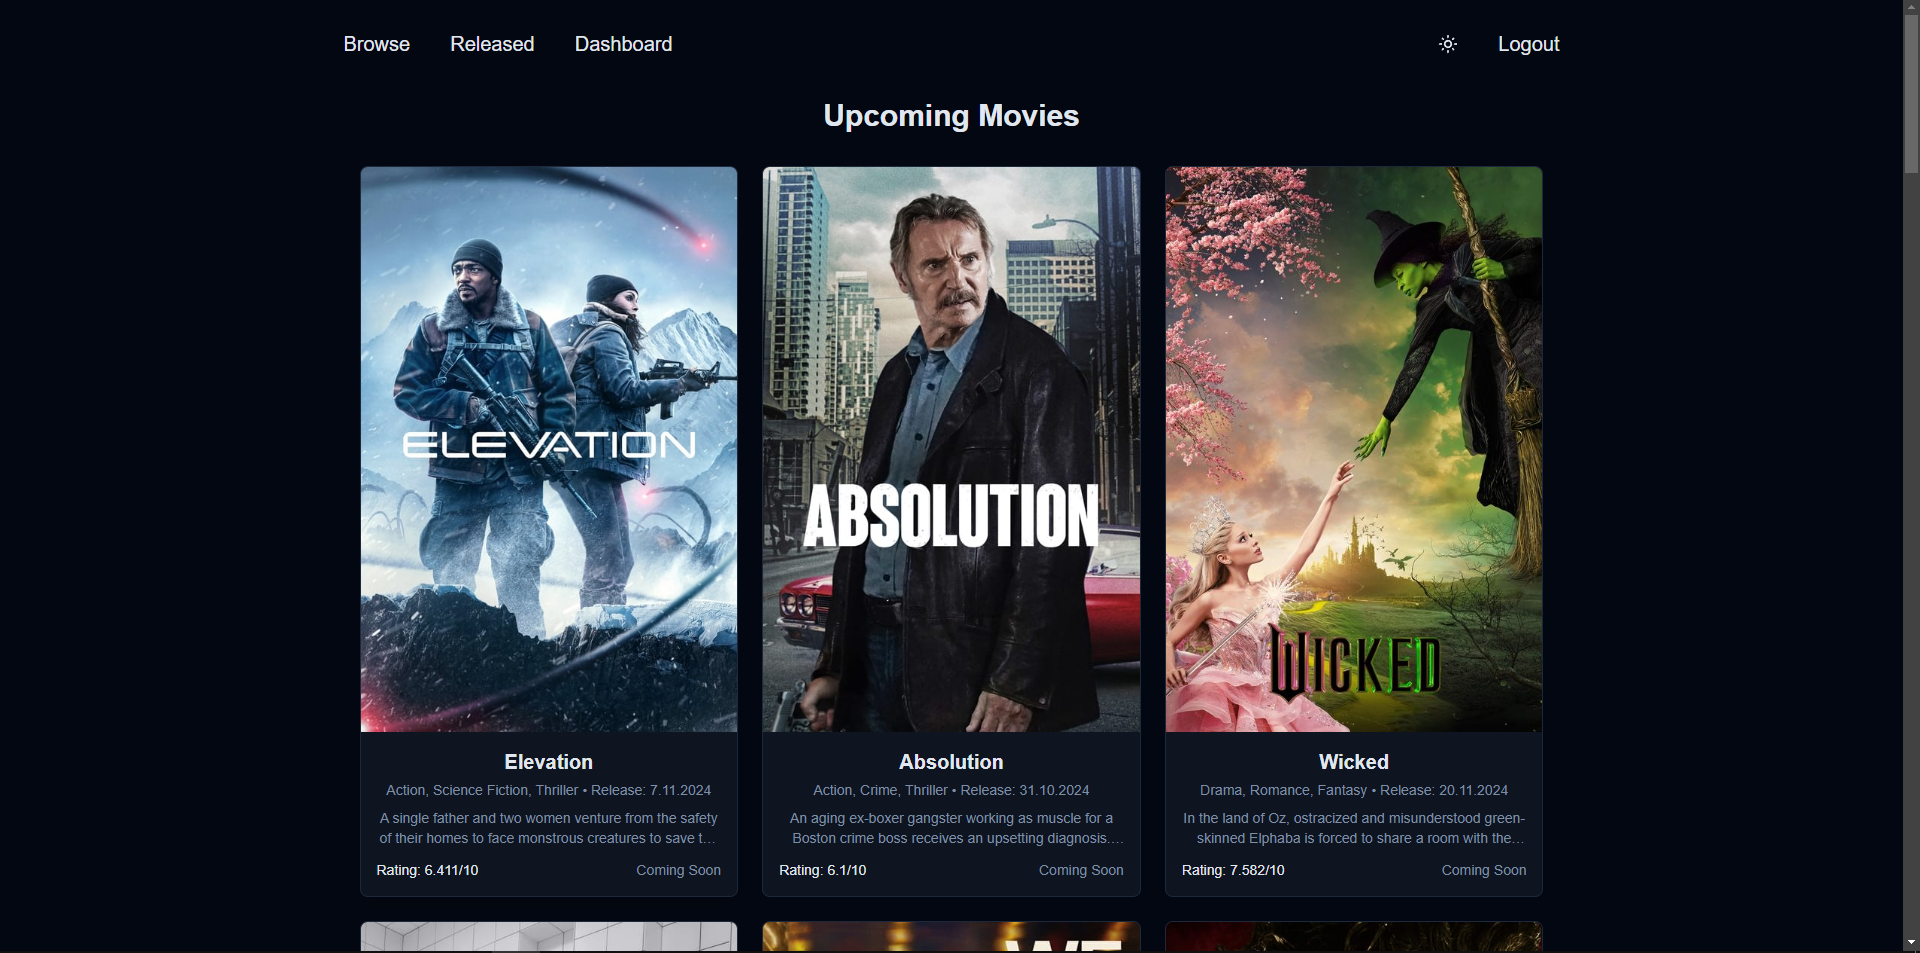 Browse Released Dashboard Logout
Upcoming Movies
ELEVATION
ABSOLUTION
WICKED
Elevation
Action, Science Fiction, Thriller • Release: 7.11.2024
A single father and two women venture from the safety
of their homes to face monstrous creatures to save t…
Rating: 6.411/10 Coming Soon
Absolution
Action, Crime, Thriller • Release: 31.10.2024
An aging ex-boxer gangster working as muscle for a
Boston crime boss receives an upsetting diagnosis.…
Rating: 6.1/10 Coming Soon
Wicked
Drama, Romance, Fantasy • Release: 20.11.2024
In the land of Oz, ostracized and misunderstood green-
skinned Elphaba is forced to share a room with the…
Rating: 7.582/10 Coming Soon
WE